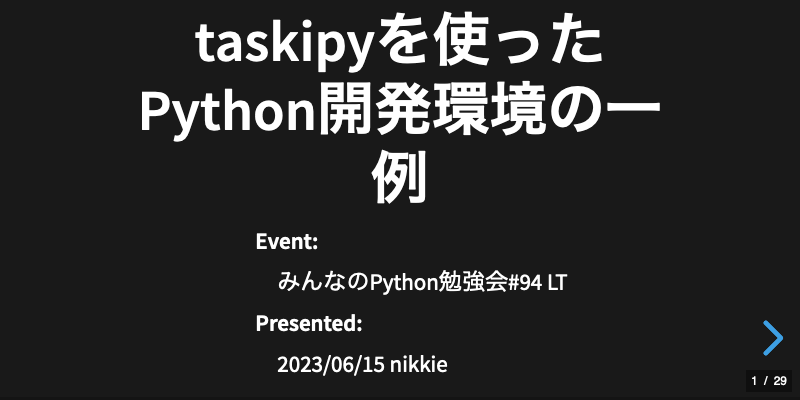 taskipyを使った
Python開発環境の一
例
Event:
みんなのPython勉強会#94 LT
Presented:
2023/06/15 nikkie
1 / 29